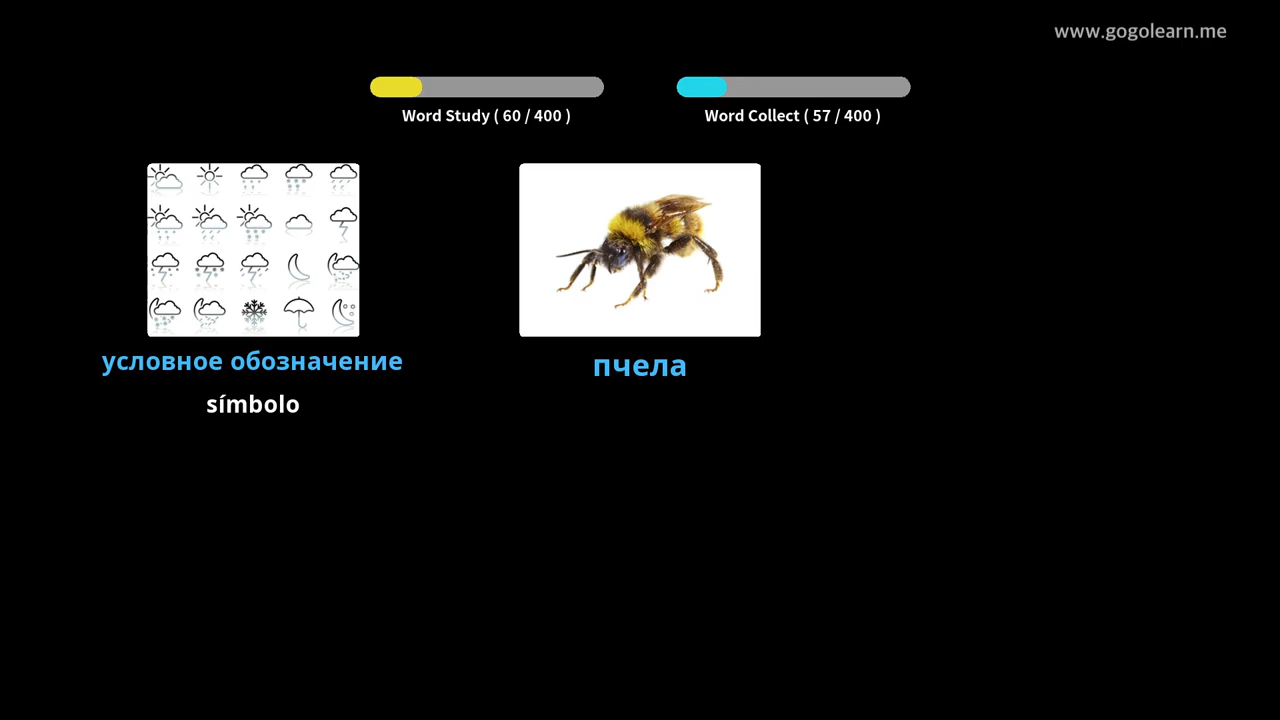 www.gogolearn.me
Word Study ( 60 / 400 )
Word Collect ( 57 / 400 )
условное обозначение
símbolo
пчела